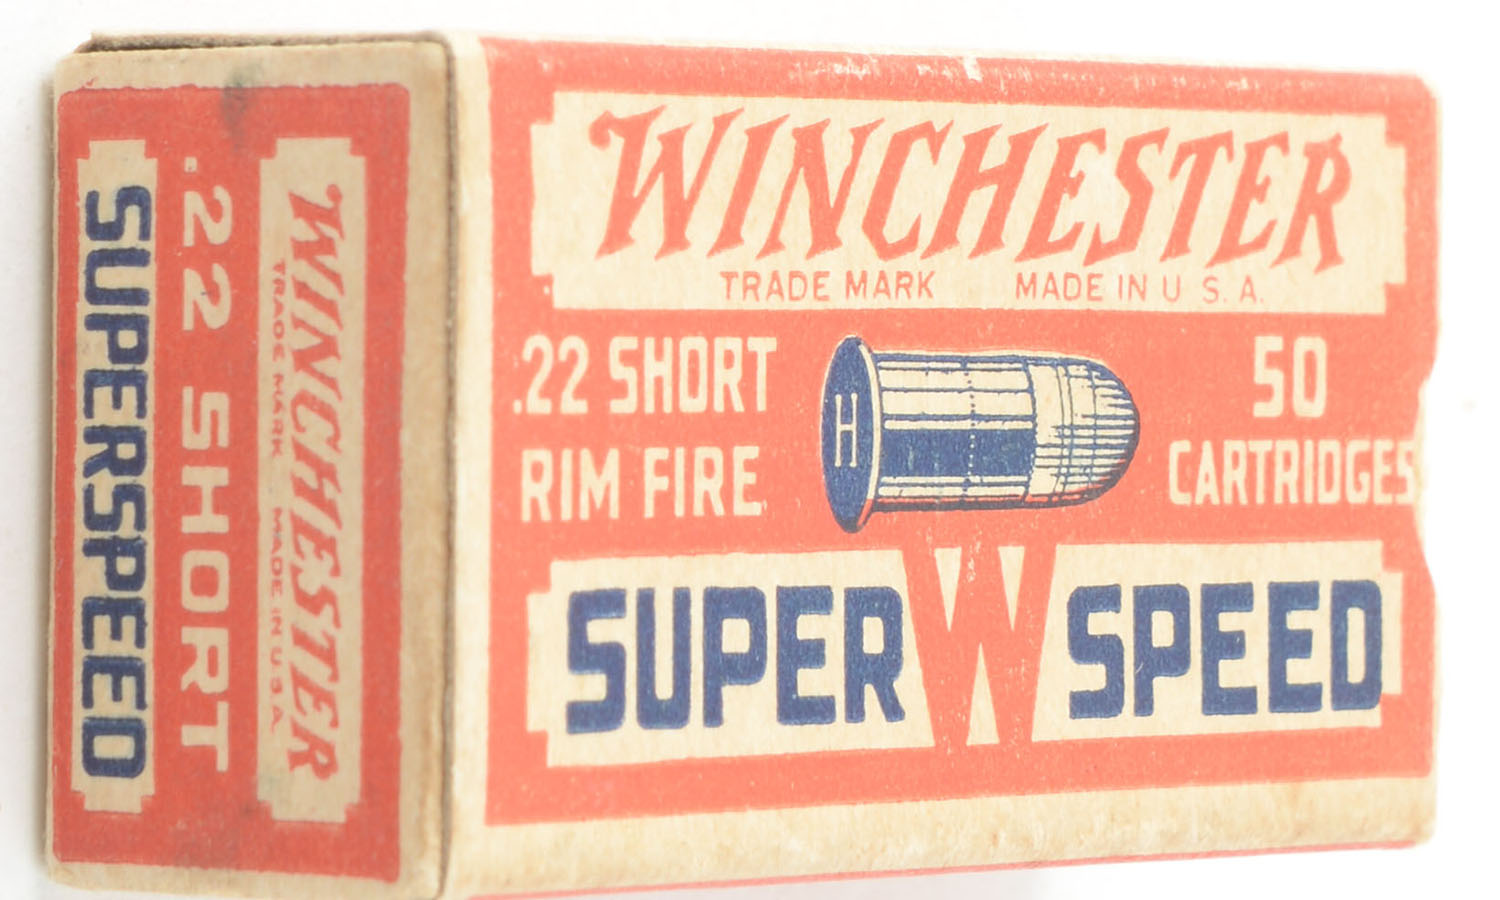 WINCHESTER
TRADE MARK MADE IN U. S. A.
.22 SHORT
SUPERSPEED
WINCHESTER
TRADE MARK MADE IN U S. A.
.22 SHORT
RIM FIRE
H
50
CARTRIDGES
SUPER W SPEED